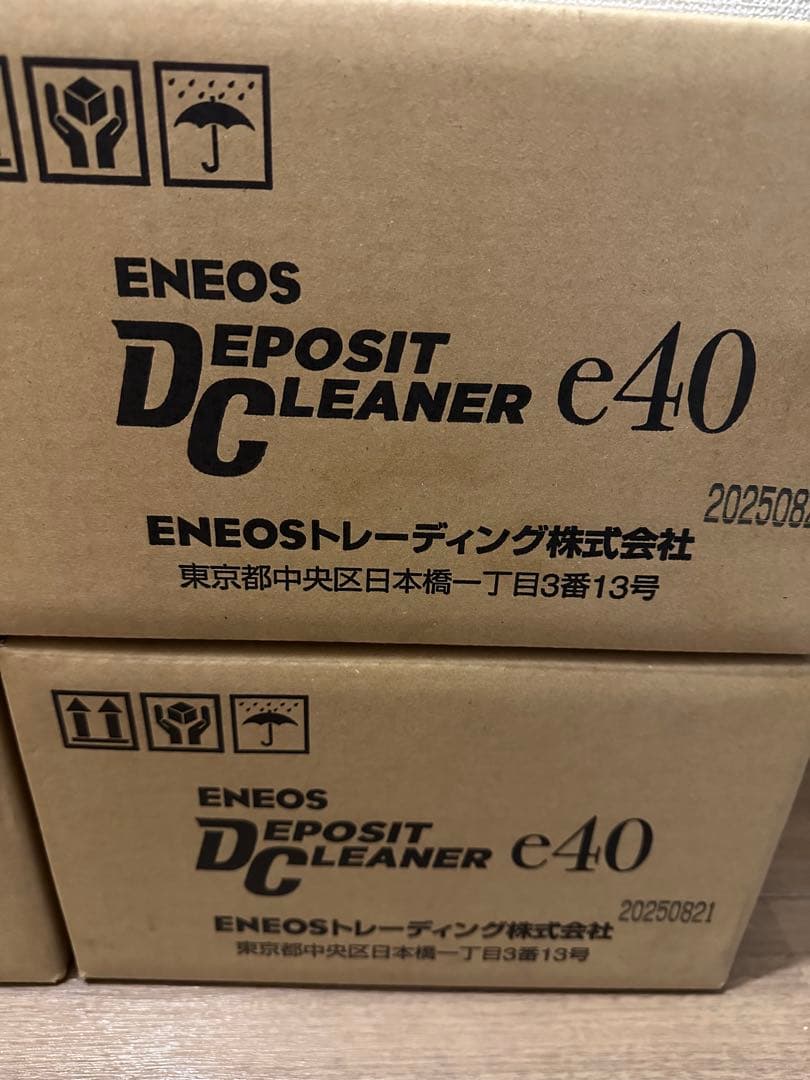 ENEOS
DEPOSIT
CLEANER e40
2025082
ENEOSトレーディング株式会社
東京都中央区日本橋一丁目3番13号
ENEOS
DEPOSIT
CLEANER e40
20250821
ENEOSトレーディング株式会社
東京都中央区日本橋一丁目3番13号